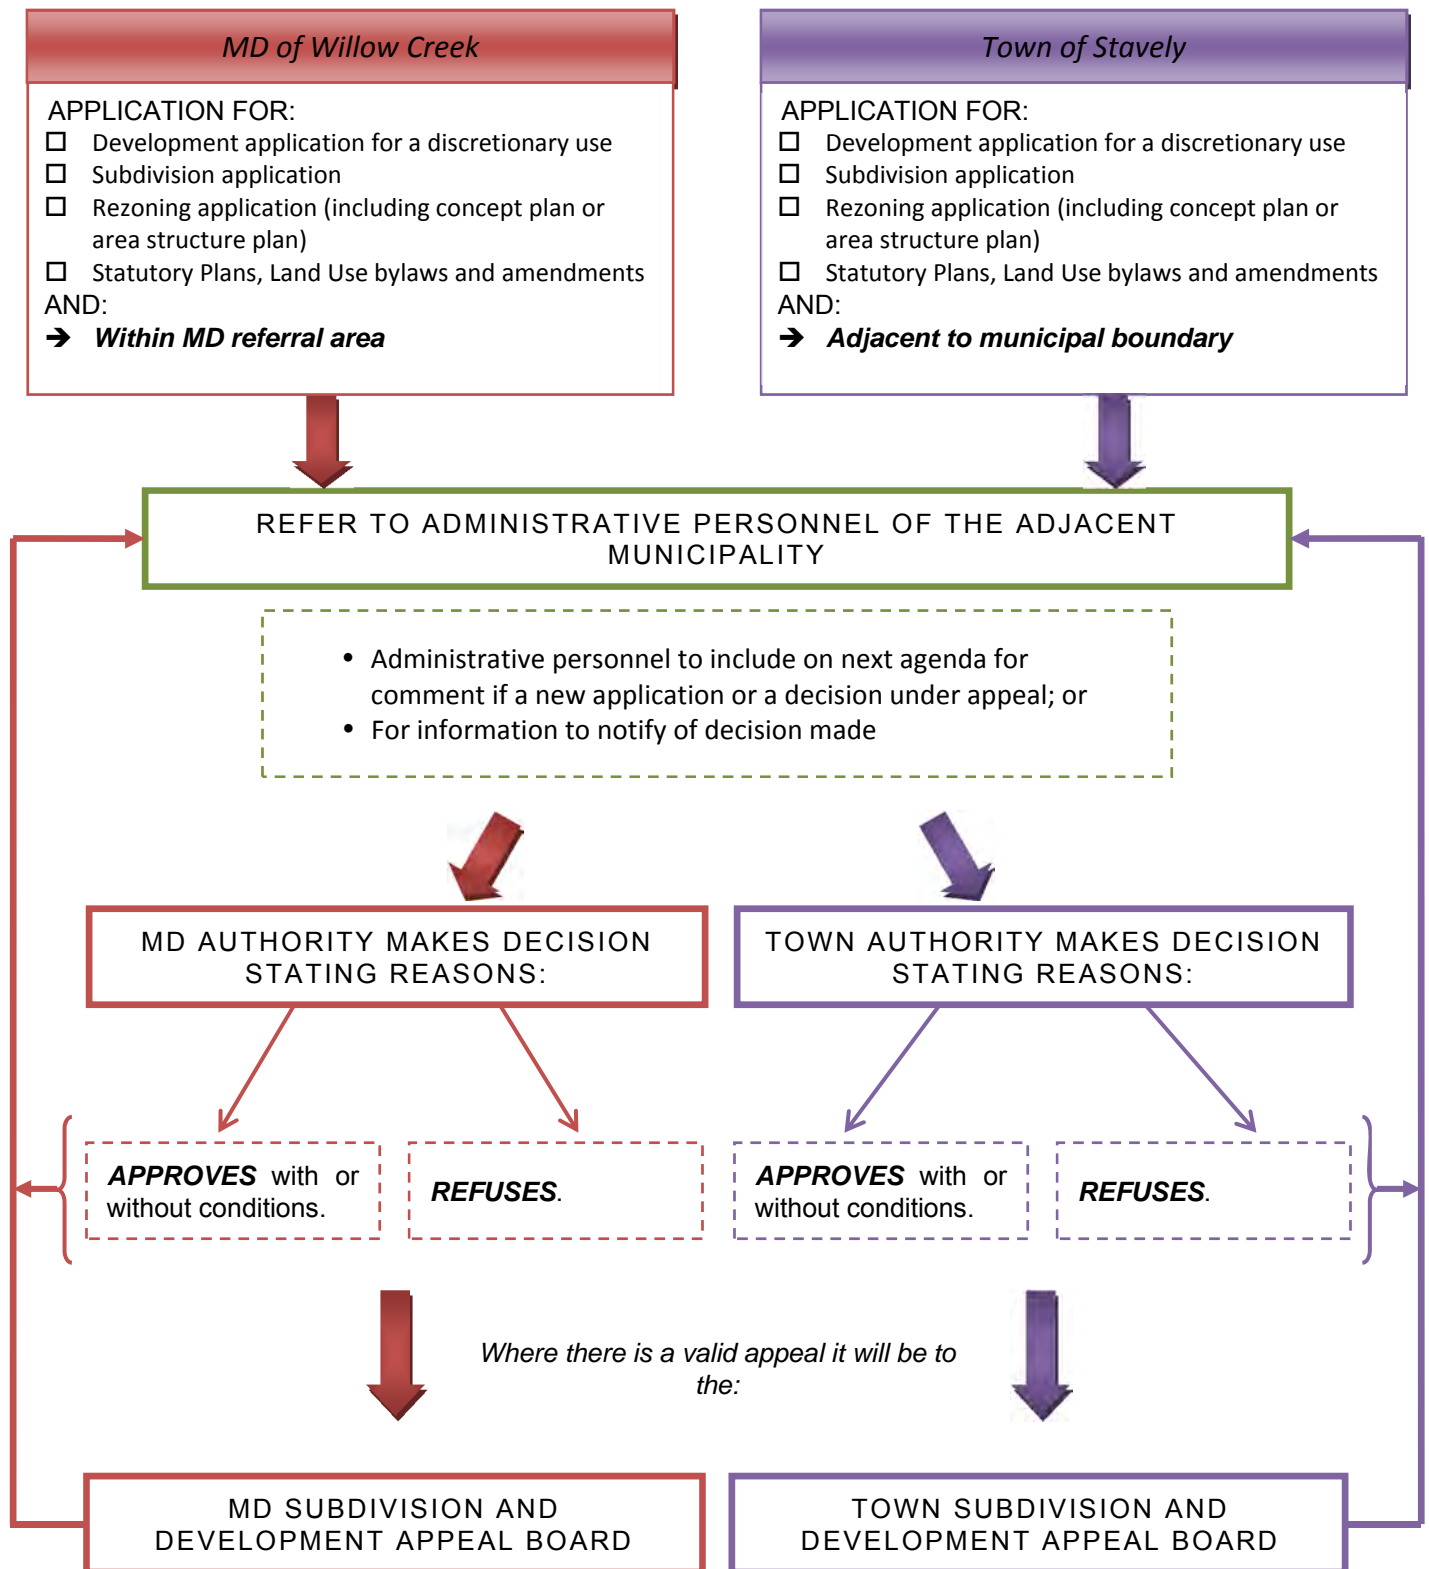 MD of Willow Creek
APPLICATION FOR:
☐ Development application for a discretionary use
☐ Subdivision application
☐ Rezoning application (including concept plan or
area structure plan)
☐ Statutory Plans, Land Use bylaws and amendments
AND:
➔ Within MD referral area
Town of Stavely
APPLICATION FOR:
☐ Development application for a discretionary use
☐ Subdivision application
☐ Rezoning application (including concept plan or
area structure plan)
☐ Statutory Plans, Land Use bylaws and amendments
AND:
➔ Adjacent to municipal boundary
REFER TO ADMINISTRATIVE PERSONNEL OF THE ADJACENT
MUNICIPALITY
• Administrative personnel to include on next agenda for
comment if a new application or a decision under appeal; or
• For information to notify of decision made
MD AUTHORITY MAKES DECISION
STATING REASONS:
TOWN AUTHORITY MAKES DECISION
STATING REASONS:
APPROVES with or
without conditions.
REFUSES.
APPROVES with or
without conditions.
REFUSES.
Where there is a valid appeal it will be to
the:
MD SUBDIVISION AND
DEVELOPMENT APPEAL BOARD
TOWN SUBDIVISION AND
DEVELOPMENT APPEAL BOARD